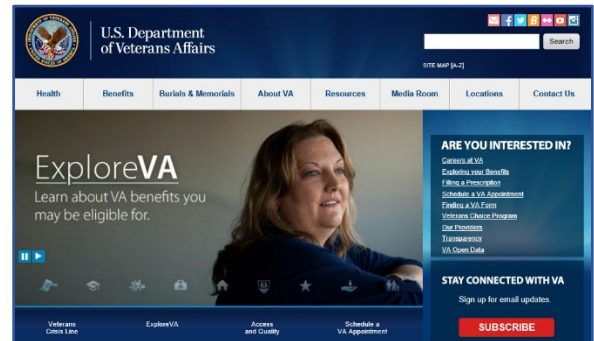 U.S. Department
of Veterans Affairs
Search
SITE MAP [A-Z]
Health
Benefits
Burials & Memorials
About VA
Resources
Media Room
Locations
Contact Us
ExploreVA
Learn about VA benefits you
may be eligible for.
ARE YOU INTERESTED IN?
Careers at VA
Exploring your Benefits
Filling a Prescription
Schedule a VA Appointment
Finding a VA Form
Veterans Choice Program
Our Providers
Transparency
VA Open Data
STAY CONNECTED WITH VA
Sign up for email updates.
SUBSCRIBE
Veterans
Crisis Line
ExploreVA
Access
and Quality
Schedule a
VA Appointment